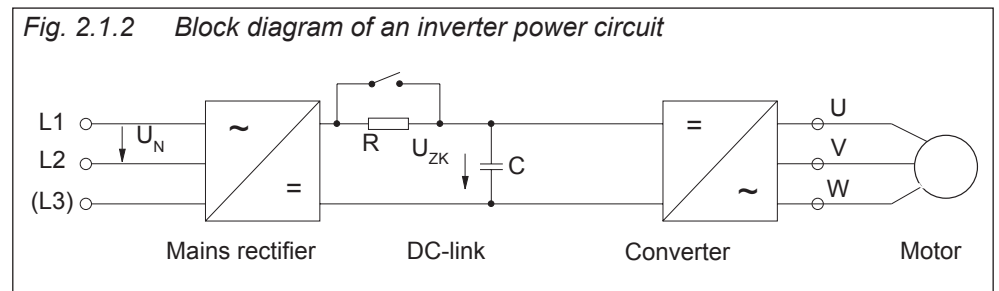 Fig. 2.1.2 Block diagram of an inverter power circuit
L1
L2
(L3)
U_N
~
=
R
U_ZK
C
=
~
U
V
W
Mains rectifier DC-link Converter Motor